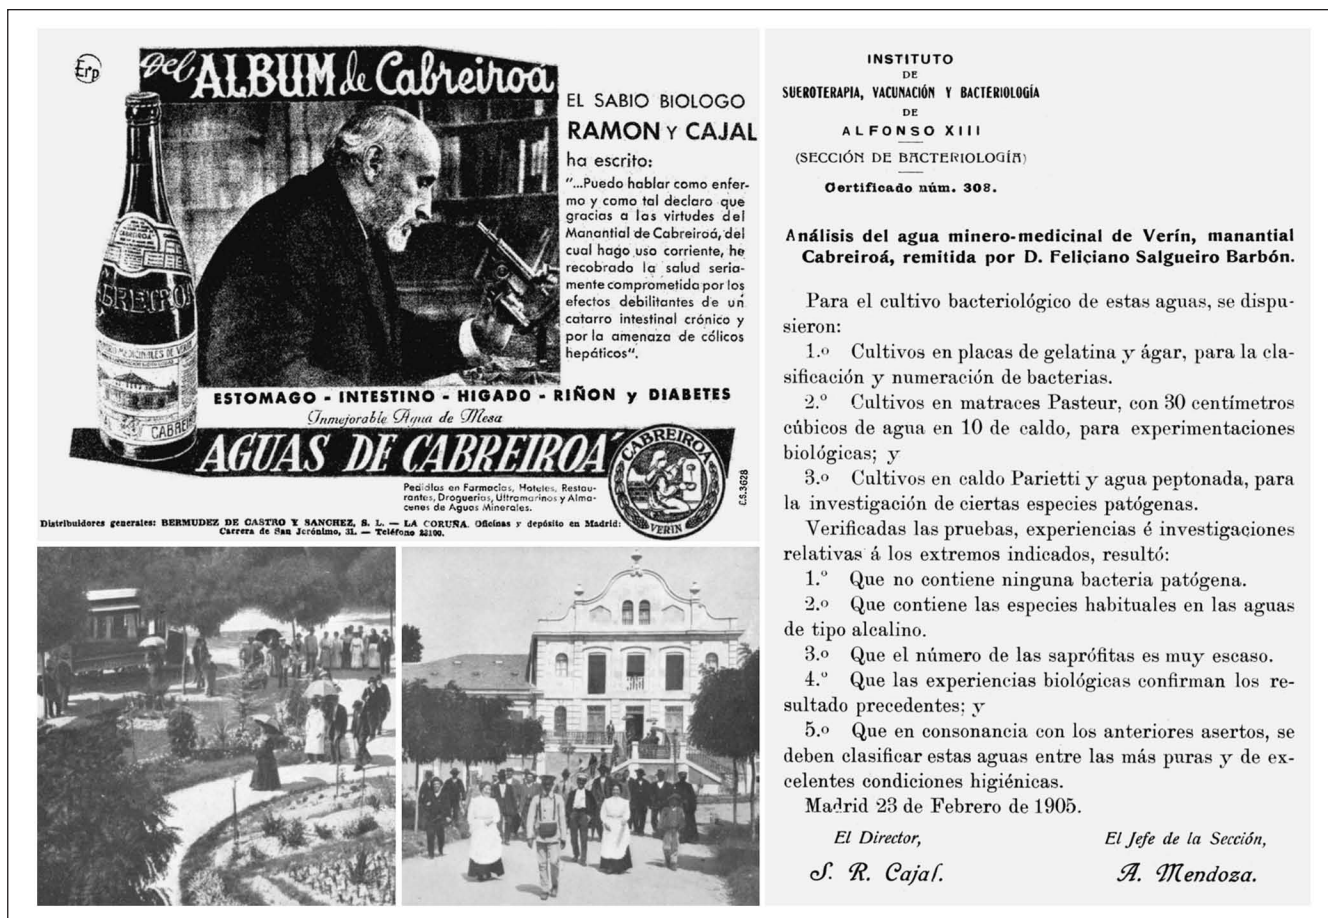 Erp
Del ALBUM de Cabreiroá
EL SABIO BIOLOGO
RAMON Y CAJAL
ha escrito:
"...Puedo hablar como enfer-
mo y como tal declaro que
gracias a las virtudes del
Manantial de Cabreiroá, del
cual hago uso corriente, he
recobrado la salud seria-
mente comprometida por los
efectos debilitantes de un
catarro intestinal crónico y
por la amenaza de cólicos
hepáticos".
CABREIROÁ
CABREIROÁ
MEDICINALES DE VERIN
CABREIR
ESTOMAGO - INTESTINO - HIGADO - RIÑON y DIABETES
Inmejorable Agua de Mesa
AGUAS DE CABREIROÁ
CABREIROA
VERIN
Pedidlas en Farmacias, Hoteles, Restau-
rantes, Droguerías, Ultramarinos y Alma-
cenes de Aguas Minerales.
C.S.3628
Distribuidores generales: BERMUDEZ DE CASTRO Y SANCHEZ, S. L. — LA CORUÑA. Oficinas y depósito en Madrid:
Carrera de San Jerónimo, 31. — Teléfono
INSTITUTO
DE
SUEROTERAPIA, VACUNACIÓN Y BACTERIOLOGÍA
DE
ALFONSO XIII
(SECCIÓN DE BACTERIOLOGÍA)
Certificado núm. 308.
Análisis del agua minero-medicinal de Verín, manantial
Cabreiroá, remitida por D. Feliciano Salgueiro Barbón.
Para el cultivo bacteriológico de estas aguas, se dispu-
sieron:
1.º Cultivos en placas de gelatina y ágar, para la cla-
sificación y numeración de bacterias.
2.º Cultivos en matraces Pasteur, con 30 centímetros
cúbicos de agua en 10 de caldo, para experimentaciones
biológicas; y
3.º Cultivos en caldo Parietti y agua peptonada, para
la investigación de ciertas especies patógenas.
Verificadas las pruebas, experiencias é investigaciones
relativas á los extremos indicados, resultó:
1.º Que no contiene ninguna bacteria patógena.
2.º Que contiene las especies habituales en las aguas
de tipo alcalino.
3.º Que el número de las saprófitas es muy escaso.
4.º Que las experiencias biológicas confirman los re-
sultado precedentes; y
5.º Que en consonancia con los anteriores asertos, se
deben clasificar estas aguas entre las más puras y de ex-
celentes condiciones higiénicas.
Madrid 23 de Febrero de 1905.
El Director,
El Jefe de la Sección,
S. R. Cajal.
A. Mendoza.